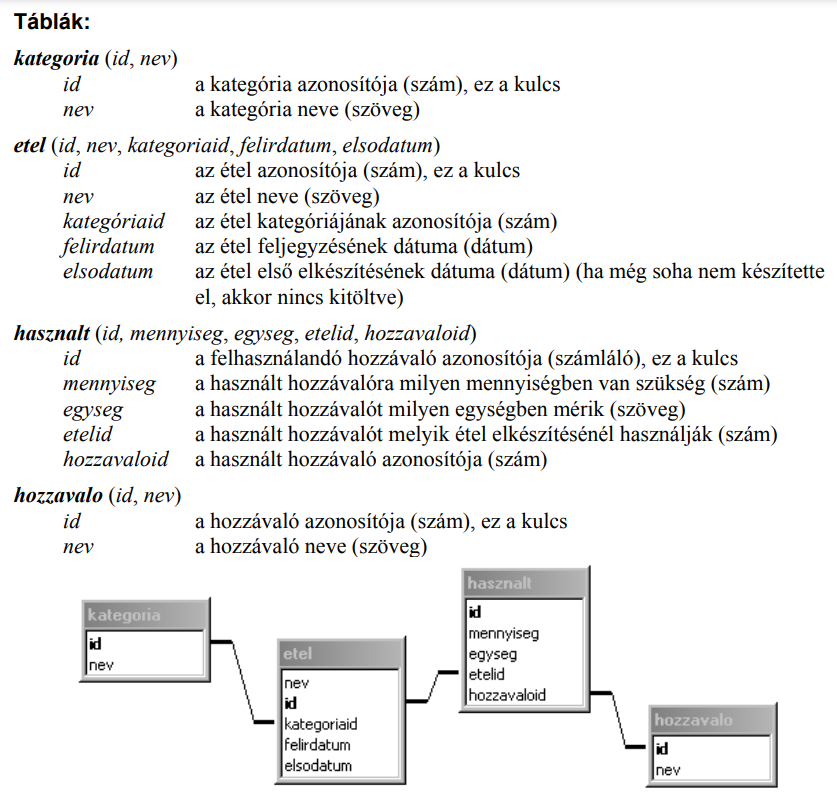 Táblák:
kategoria (id, nev)
id a kategória azonosítója (szám), ez a kulcs
nev a kategória neve (szöveg)
etel (id, nev, kategoriaid, felirdatum, elsodatum)
id az étel azonosítója (szám), ez a kulcs
nev az étel neve (szöveg)
kategóriaid az étel kategóriájának azonosítója (szám)
felirdatum az étel feljegyzésének dátuma (dátum)
elsodatum az étel első elkészítésének dátuma (dátum) (ha még soha nem készítette
el, akkor nincs kitöltve)
hasznalt (id, mennyiseg, egyseg, etelid, hozzavaloid)
id a felhasználandó hozzávaló azonosítója (számláló), ez a kulcs
mennyiseg a használt hozzávalóra milyen mennyiségben van szükség (szám)
egyseg a használt hozzávalót milyen egységben mérik (szöveg)
etelid a használt hozzávalót melyik étel elkészítésénél használják (szám)
hozzavaloid a használt hozzávaló azonosítója (szám)
hozzavalo (id, nev)
id a hozzávaló azonosítója (szám), ez a kulcs
nev a hozzávaló neve (szöveg)
kategoria
id
nev
etel
nev
id
kategoriaid
felirdatum
elsodatum
hasznalt
id
mennyiseg
egyseg
etelid
hozzavaloid
hozzavalo
id
nev